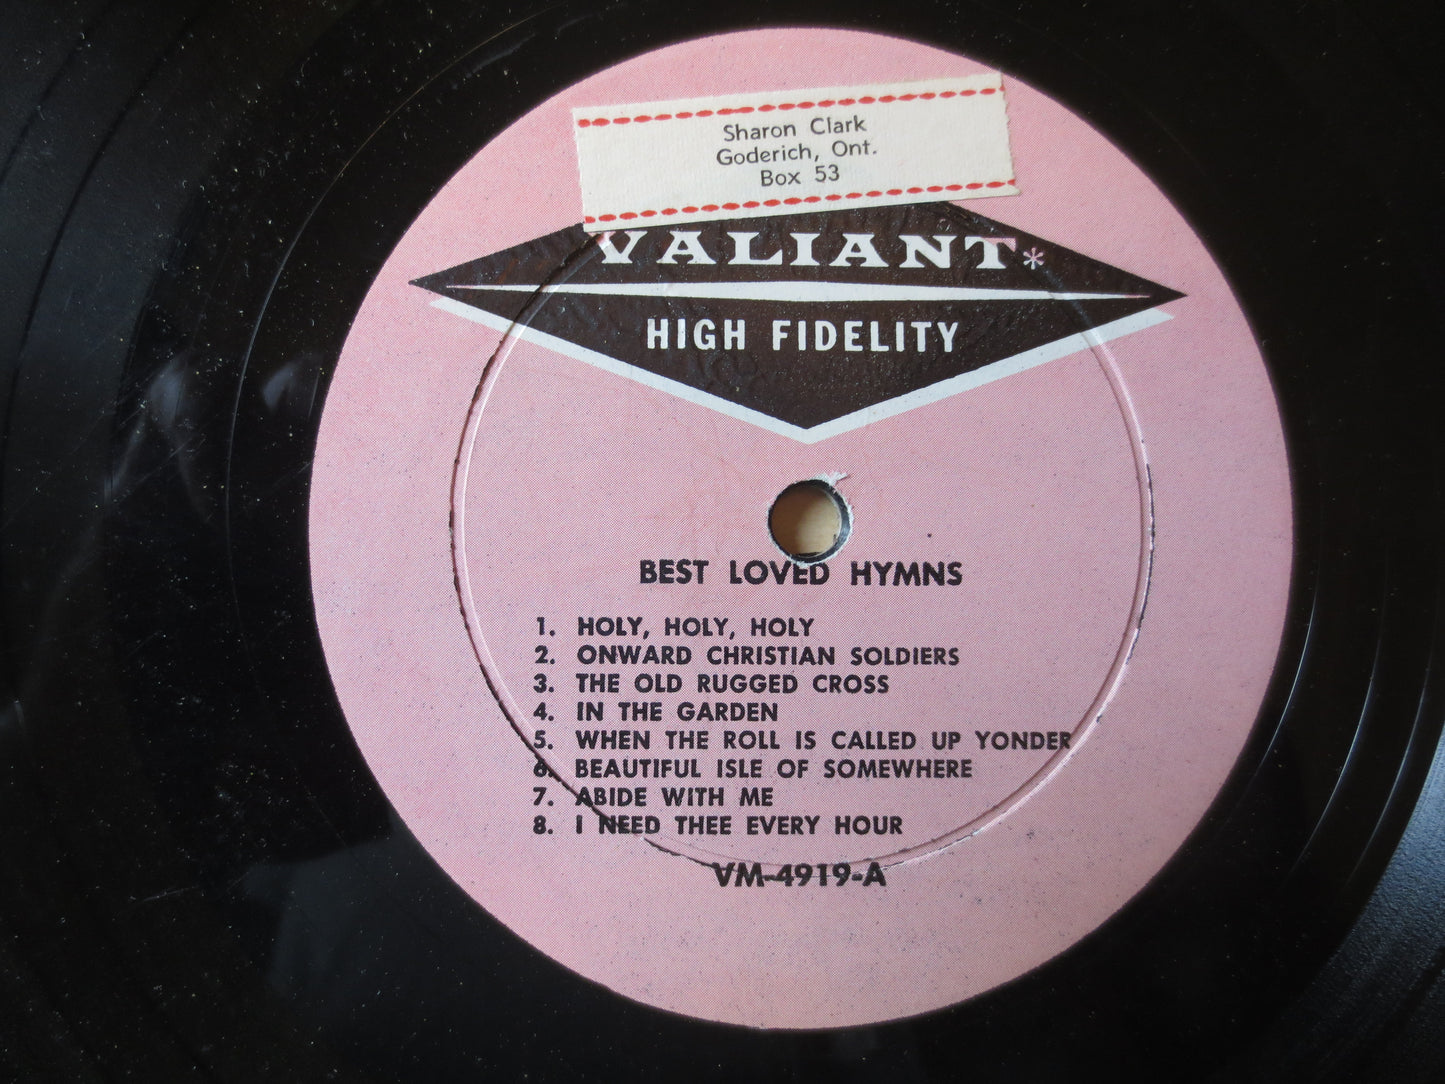 Sharon Clark
Goderich, Ont.
Box 53
VALIANT*
HIGH FIDELITY
BEST LOVED HYMNS
1. HOLY, HOLY, HOLY
2. ONWARD CHRISTIAN SOLDIERS
3. THE OLD RUGGED CROSS
4. IN THE GARDEN
5. WHEN THE ROLL IS CALLED UP YONDER
6. BEAUTIFUL ISLE OF SOMEWHERE
7. ABIDE WITH ME
8. I NEED THEE EVERY HOUR
VM-4919-A